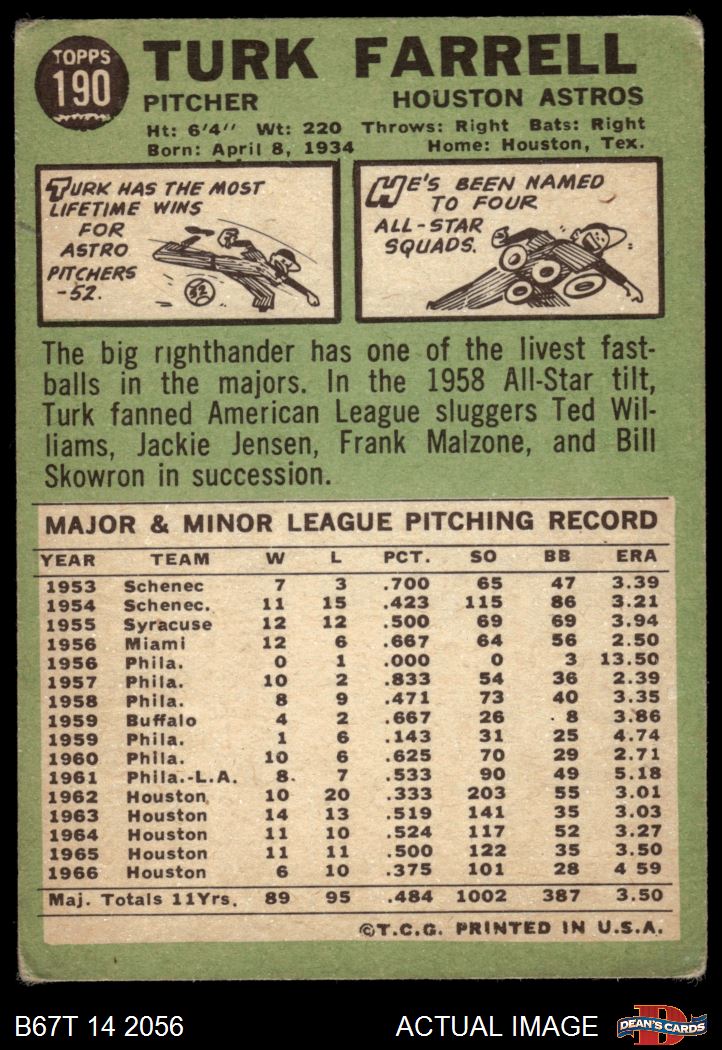 TOPPS
190
TURK FARRELL
PITCHER HOUSTON ASTROS
Ht: 6'4" Wt: 220 Throws: Right Bats: Right
Born: April 8, 1934 Home: Houston, Tex.
TURK HAS THE MOST
LIFETIME WINS
FOR
ASTRO
PITCHERS
-52.
32
HE'S BEEN NAMED
TO FOUR
ALL-STAR
SQUADS.
The big righthander has one of the livest fast-
balls in the majors. In the 1958 All-Star tilt,
Turk fanned American League sluggers Ted Wil-
liams, Jackie Jensen, Frank Malzone, and Bill
Skowron in succession.
MAJOR & MINOR LEAGUE PITCHING RECORD
YEAR TEAM W L PCT. SO BB ERA
1953 Schenec 7 3 .700 65 47 3.39
1954 Schenec. 11 15 .423 115 86 3.21
1955 Syracuse 12 12 .500 69 69 3.94
1956 Miami 12 6 .667 64 56 2.50
1956 Phila. 0 1 .000 0 3 13.50
1957 Phila. 10 2 .833 54 36 2.39
1958 Phila. 8 9 .471 73 40 3.35
1959 Buffalo 4 2 .667 26 8 3.86
1959 Phila. 1 6 .143 31 25 4.74
1960 Phila. 10 6 .625 70 29 2.71
1961 Phila.-L.A. 8 7 .533 90 49 5.18
1962 Houston 10 20 .333 203 55 3.01
1963 Houston 14 13 .519 141 35 3.03
1964 Houston 11 10 .524 117 52 3.27
1965 Houston 11 11 .500 122 35 3.50
1966 Houston 6 10 .375 101 28 4 59
Maj. Totals 11Yrs. 89 95 .484 1002 387 3.50
©T.C.G. PRINTED IN U.S.A.
B67T 14 2056 ACTUAL IMAGE DEAN'S CARDS